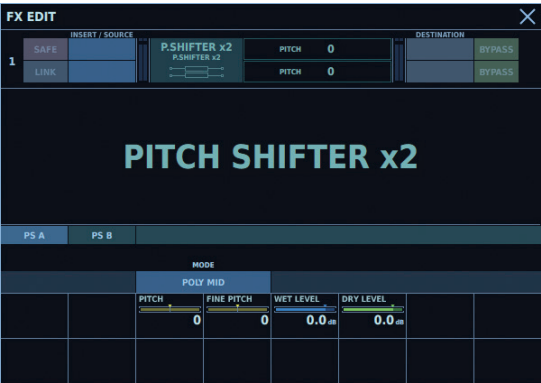 FX EDIT
INSERT / SOURCE
DESTINATION
1
SAFE
LINK
P.SHIFTER x2
P.SHIFTER x2
PITCH 0
PITCH 0
BYPASS
BYPASS
PITCH SHIFTER x2
PS A PS B
MODE
POLY MID
PITCH FINE PITCH WET LEVEL DRY LEVEL
0 0 0.0 dB 0.0 dB